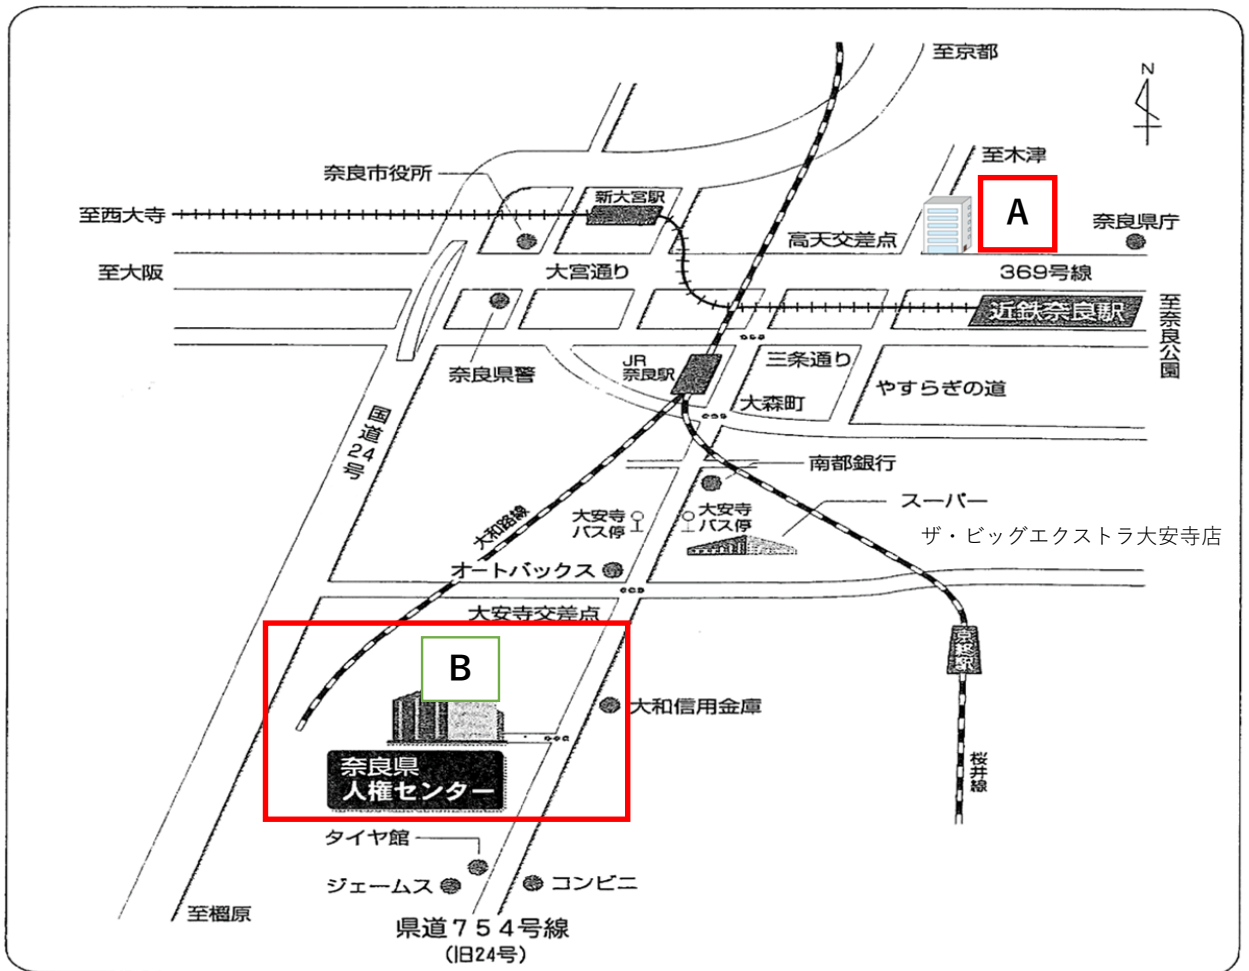 至京都
N
至木津
奈良市役所
新大宮駅
A
至西大寺
奈良県庁
高天交差点
至大阪
大宮通り
369号線
近鉄奈良駅
至奈良公園
奈良県警
JR
奈良駅
三条通り
やすらぎの道
大森町
国道24号
南都銀行
大安寺
バス停
大安寺
バス停
スーパー
大和路線
ザ・ビッグエクストラ大安寺店
オートバックス
大安寺交差点
京終駅
B
大和信用金庫
奈良県
人権センター
桜井線
タイヤ館
ジェームス
コンビニ
至橿原
県道754号線
(旧24号)